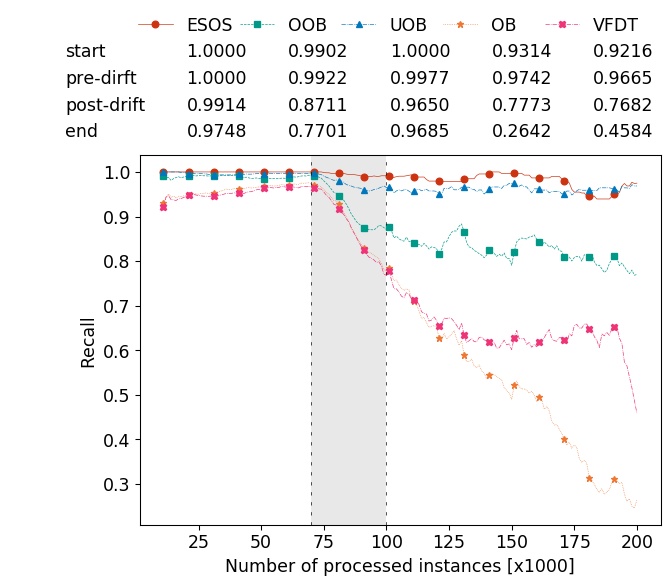 ESOS OOB UOB OB VFDT
start 1.0000 0.9902 1.0000 0.9314 0.9216
pre-dirft 1.0000 0.9922 0.9977 0.9742 0.9665
post-drift 0.9914 0.8711 0.9650 0.7773 0.7682
end 0.9748 0.7701 0.9685 0.2642 0.4584
1.0
0.9
0.8
0.7
0.6
0.5
0.4
0.3
Recall
25 50 75 100 125 150 175 200
Number of processed instances [x1000]